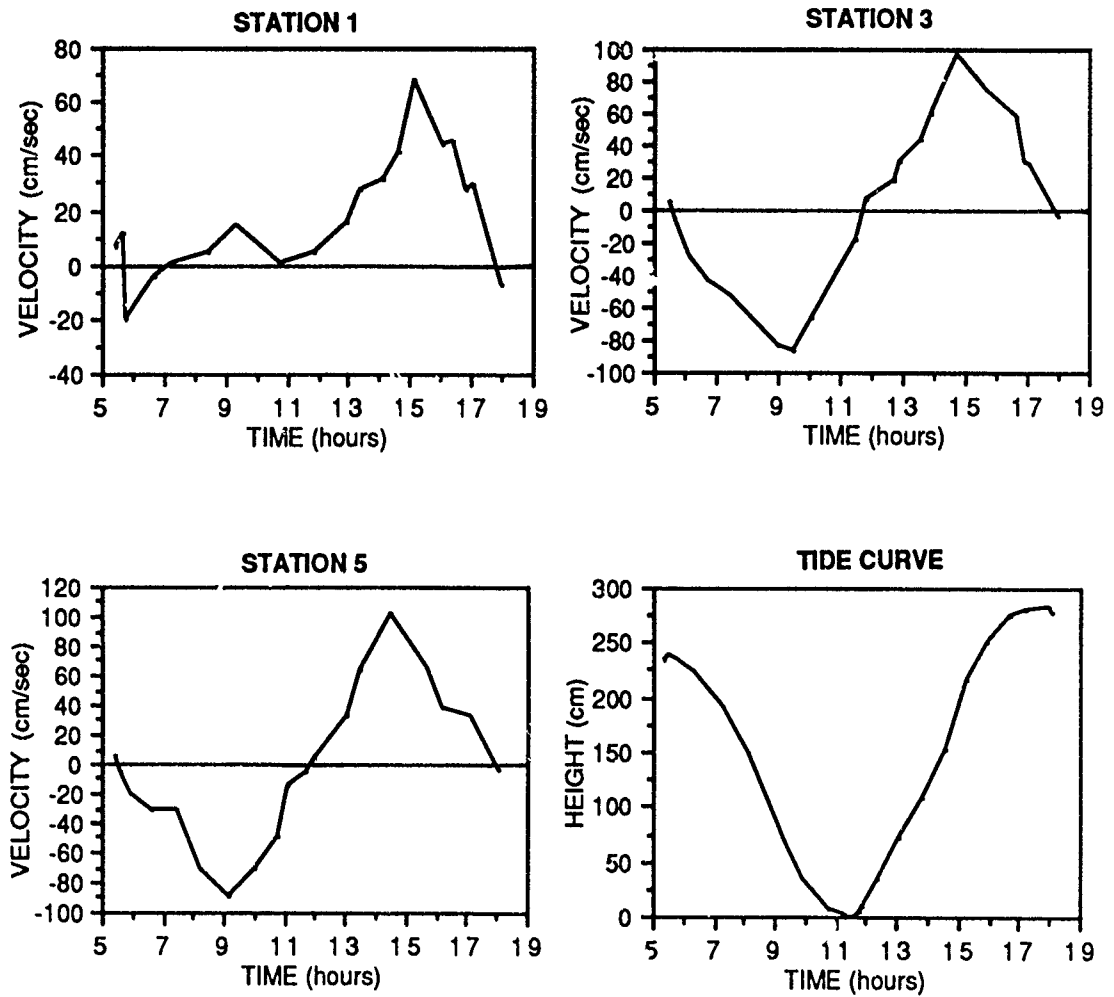 STATION 1
80
60
40
20
0
-20
-40
VELOCITY (cm/sec)
5 7 9 11 13 15 17 19
TIME (hours)
STATION 3
100
80
60
40
20
0
-20
-40
-60
-80
-100
VELOCITY (cm/sec)
5 7 9 11 13 15 17 19
TIME (hours)
STATION 5
120
100
80
60
40
20
0
-20
-40
-60
-80
-100
VELOCITY (cm/sec)
5 7 9 11 13 15 17 19
TIME (hours)
TIDE CURVE
300
250
200
150
100
50
0
HEIGHT (cm)
5 7 9 11 13 15 17 19
TIME (hours)